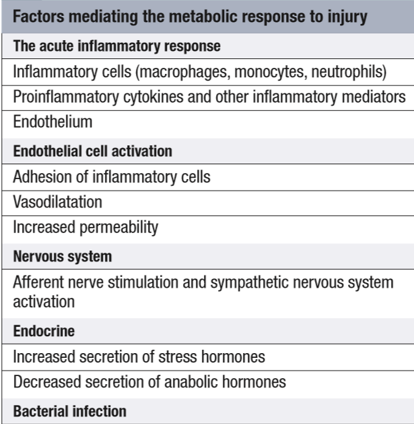 Factors mediating the metabolic response to injury
The acute inflammatory response
Inflammatory cells (macrophages, monocytes, neutrophils)
Proinflammatory cytokines and other inflammatory mediators
Endothelium
Endothelial cell activation
Adhesion of inflammatory cells
Vasodilatation
Increased permeability
Nervous system
Afferent nerve stimulation and sympathetic nervous system
activation
Endocrine
Increased secretion of stress hormones
Decreased secretion of anabolic hormones
Bacterial infection